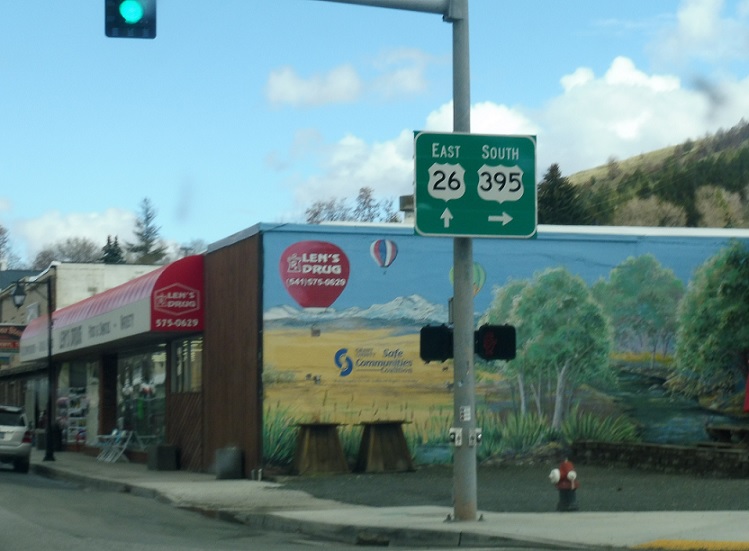 EAST SOUTH
26 395
LEN'S
DRUG
(541)575-0629
LEN'S
DRUG
575-0629
Safe
Communities